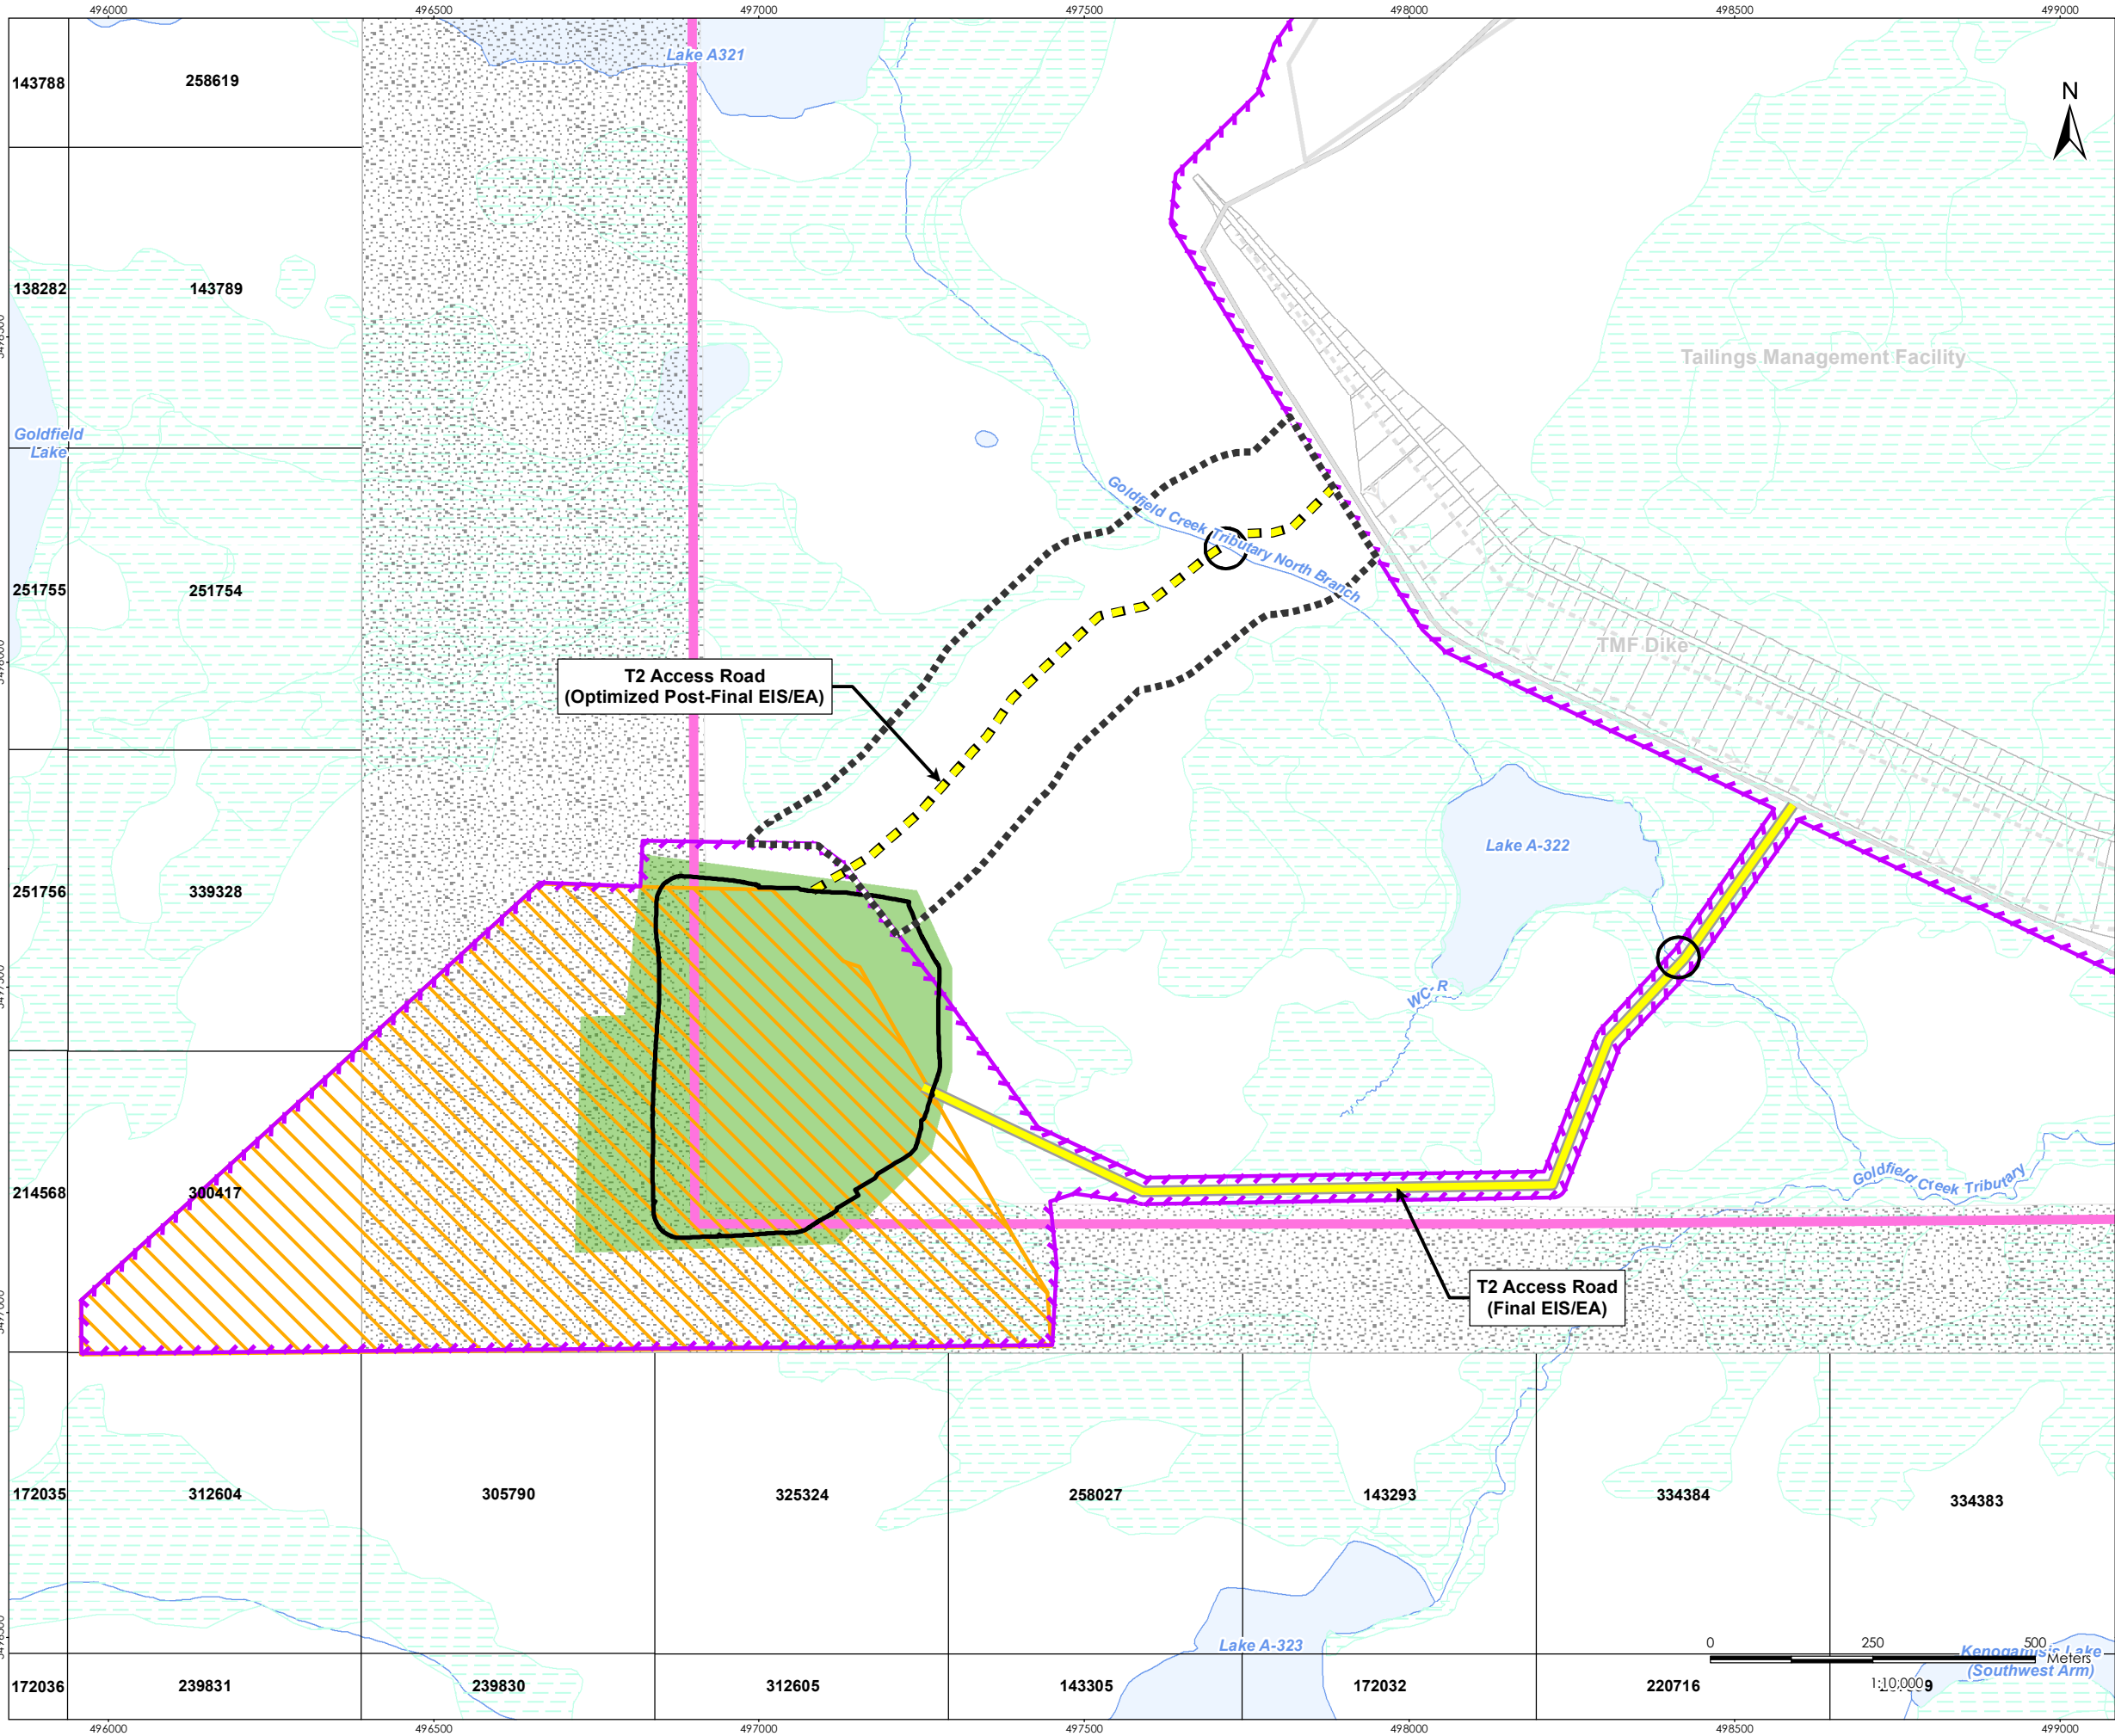 496000
496500
497000
497500
498000
498500
499000
Lake A321
143788
258619
N
138282
143789
Tailings Management Facility
Goldfield
Lake
Goldfield Creek Tributary North Branch
251755
251754
TMF Dike
T2 Access Road
(Optimized Post-Final EIS/EA)
Lake A-322
251756
339328
WC-R
214568
300417
Goldfield Creek Tributary
T2 Access Road
(Final EIS/EA)
172035
312604
305790
325324
258027
143293
334384
334383
Lake A-323
0
250
500
Meters
Kenogamisis Lake
(Southwest Arm)
1:10,000
172036
239831
239830
312605
143305
172032
220716
496000
496500
497000
497500
498000
498500
499000